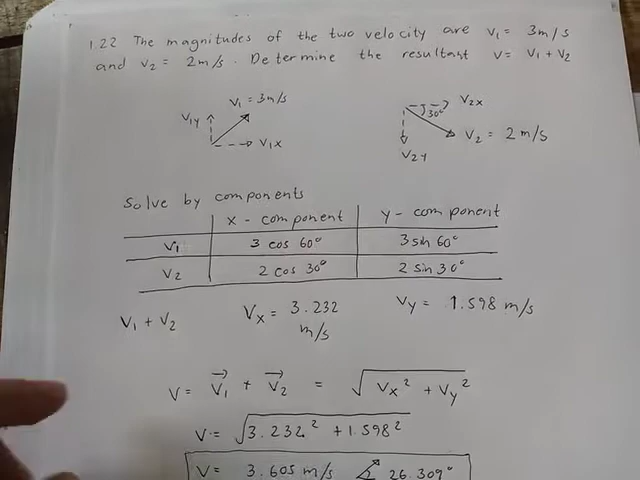 1.22 The magnitudes of the two velocity are V1 = 3m/s
and V2 = 2m/s. Determine the resultant V = V1 + V2
V1 = 3m/s
V1y
V1x
30°
V2x
V2 = 2 m/s
V2y
Solve by components
x - component y - component
V1 3 cos 60° 3 sin 60°
V2 2 cos 30° 2 sin 30°
V1 + V2 Vx = 3.232 m/s Vy = 1.598 m/s
V = V1 + V2 = √Vx² + Vy²
V = √3.232² + 1.598²
V = 3.605 m/s ∠ 26.309°